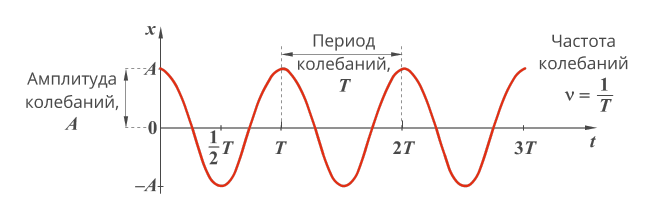 x
Период
колебаний,
T
Частота
колебаний
ν = 1/T
Амплитуда
колебаний,
A
A
0
−A
1/2 T
T
2T
3T
t